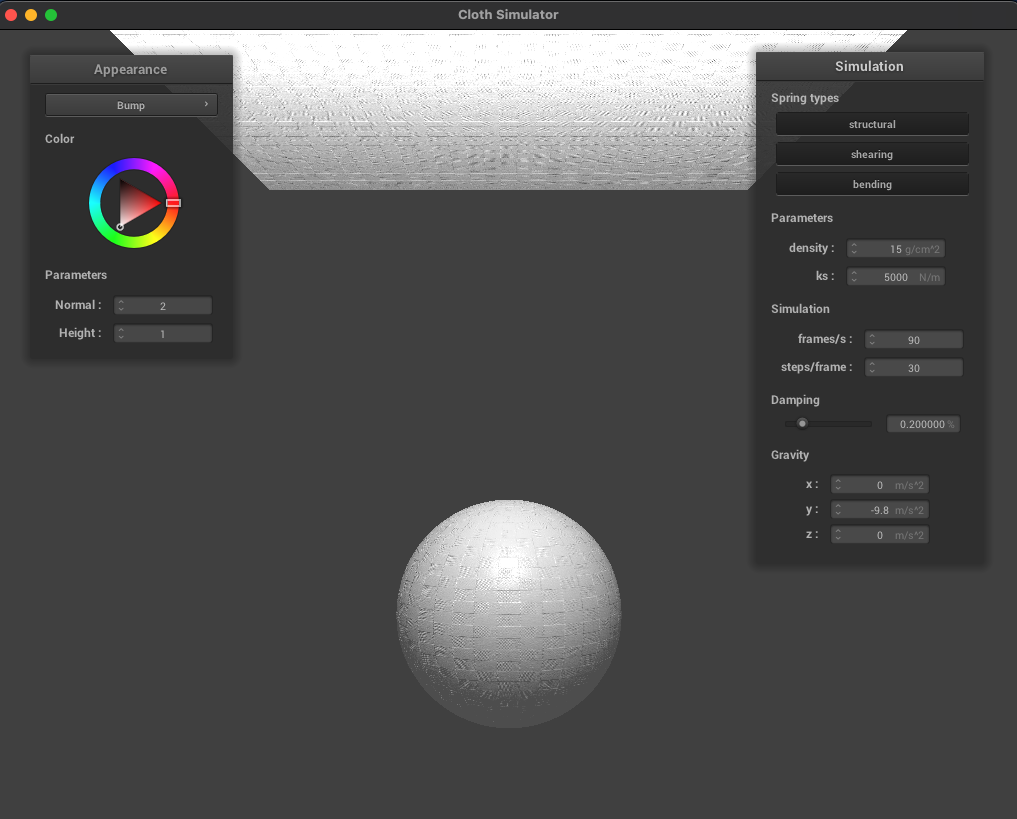 Cloth Simulator
Appearance
Bump
Color
Parameters
Normal : 2
Height : 1
Simulation
Spring types
structural
shearing
bending
Parameters
density : 15 g/cm^2
ks : 5000 N/m
Simulation
frames/s : 90
steps/frame : 30
Damping
0.200000 %
Gravity
x : 0 m/s^2
y : -9.8 m/s^2
z : 0 m/s^2